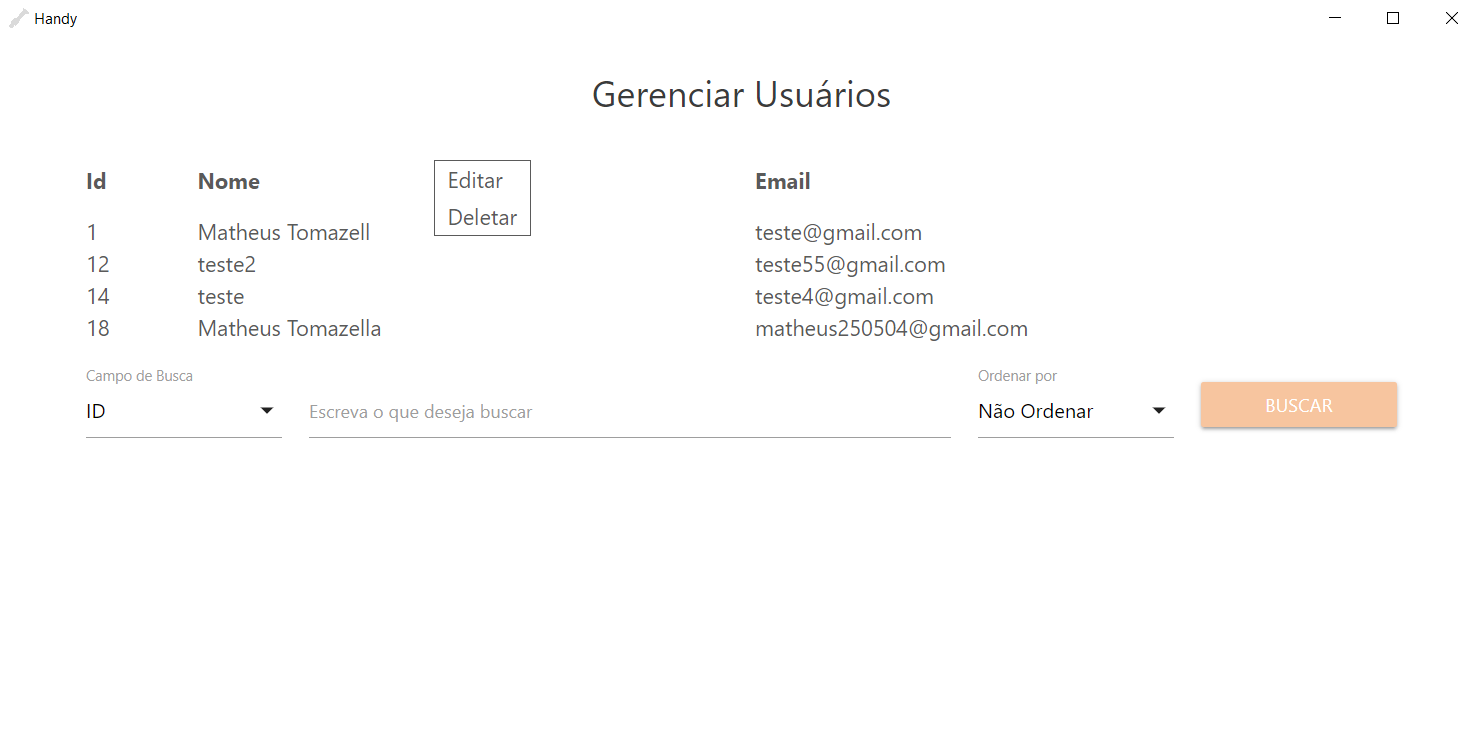 Handy
Gerenciar Usuários
Id Nome Email
Editar
Deletar
1 Matheus Tomazell teste@gmail.com
12 teste2 teste55@gmail.com
14 teste teste4@gmail.com
18 Matheus Tomazella matheus250504@gmail.com
Campo de Busca Ordenar por
ID Escreva o que deseja buscar Não Ordenar BUSCAR